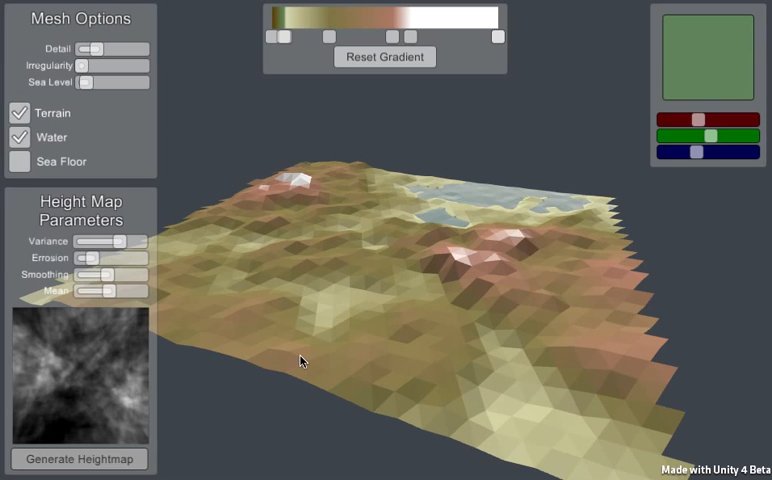 Mesh Options
Detail
Irregularity
Sea Level
Terrain
Water
Sea Floor
Height Map
Parameters
Variance
Errosion
Smoothing
Mean
Generate Heightmap
Reset Gradient
Made with Unity 4 Beta